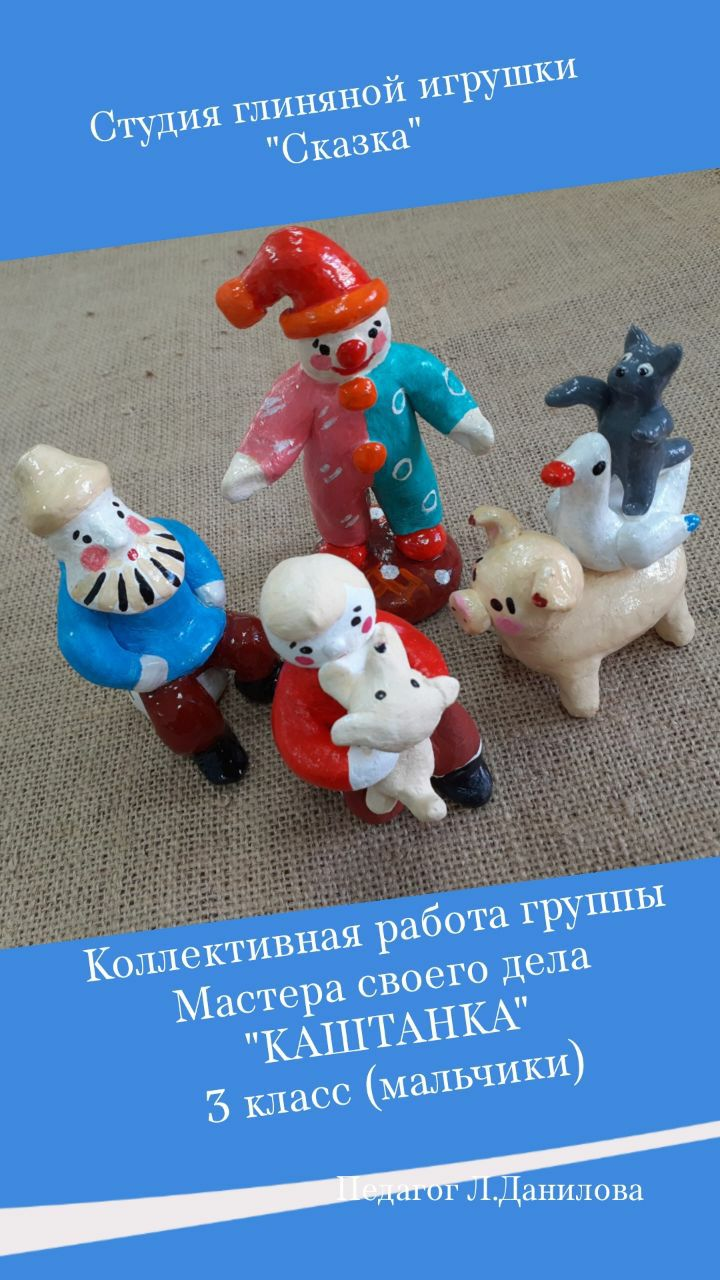 Студия глиняной игрушки
"Сказка"
Коллективная работа группы
Мастера своего дела
"КАШТАНКА"
3 класс (мальчики)
Педагог Л.Данилова